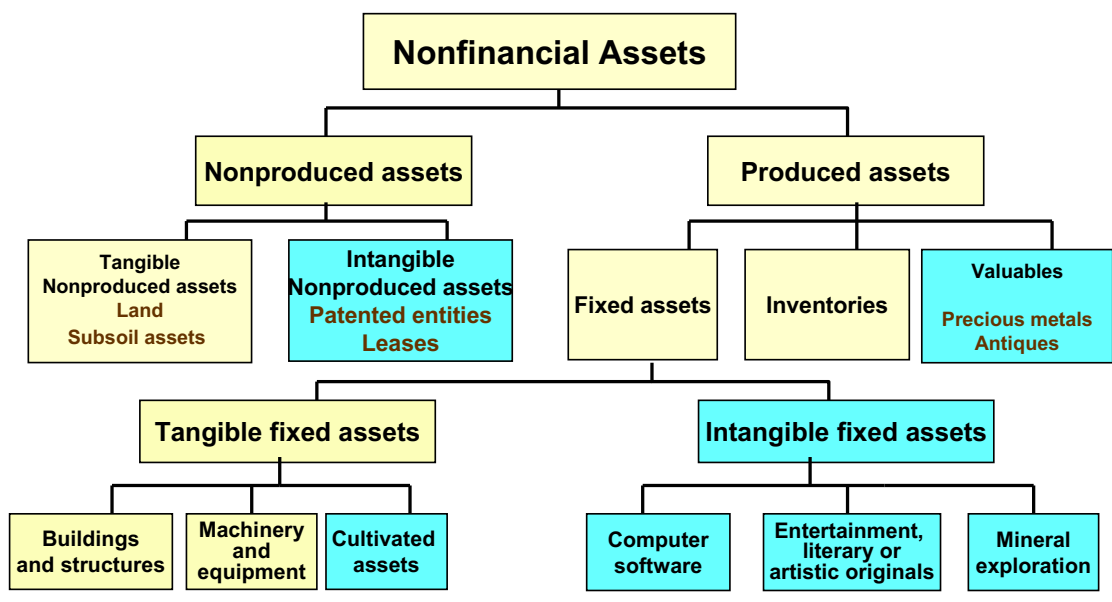 Nonfinancial Assets
Nonproduced assets
Produced assets
Tangible
Nonproduced assets
Land
Subsoil assets
Intangible
Nonproduced assets
Patented entities
Leases
Fixed assets
Inventories
Valuables
Precious metals
Antiques
Tangible fixed assets
Intangible fixed assets
Buildings
and structures
Machinery
and
equipment
Cultivated
assets
Computer
software
Entertainment,
literary or
artistic originals
Mineral
exploration